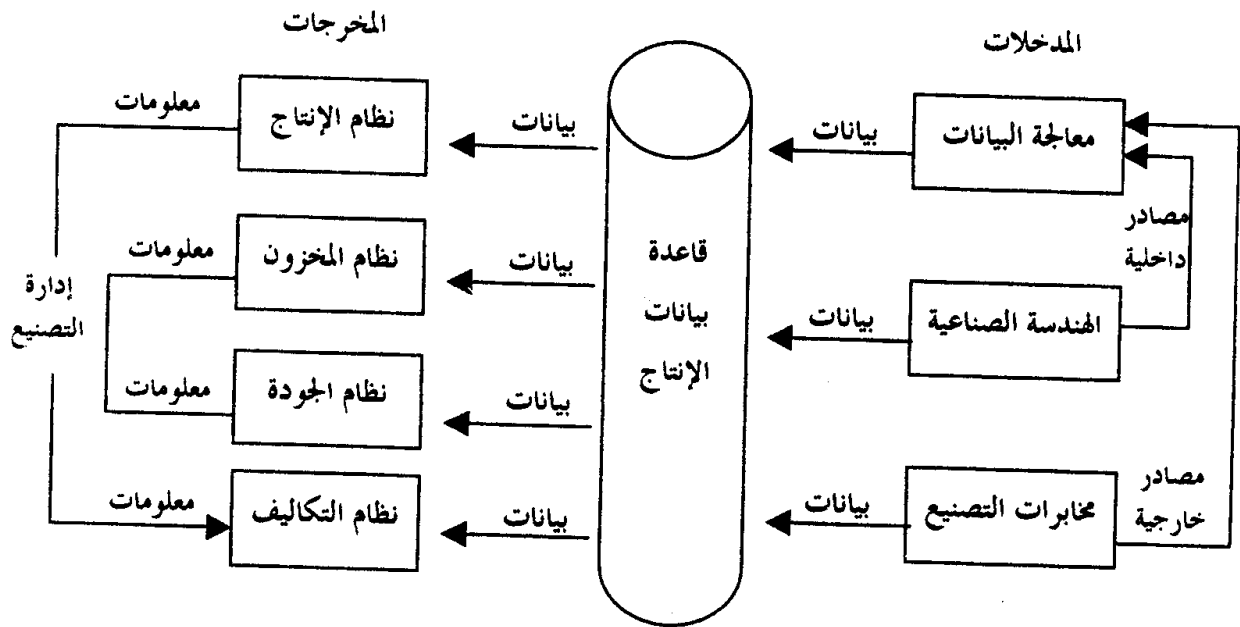 المدخلات
المخرجات
معالجة البيانات
بيانات
بيانات
نظام الإنتاج
معلومات
مصادر
داخلية
قاعدة
بيانات
الإنتاج
بيانات
نظام المخزون
معلومات
إدارة
التصنيع
الهندسة الصناعية
بيانات
بيانات
نظام الجودة
معلومات
مصادر
خارجية
مخابرات التصنيع
بيانات
بيانات
نظام التكاليف
معلومات